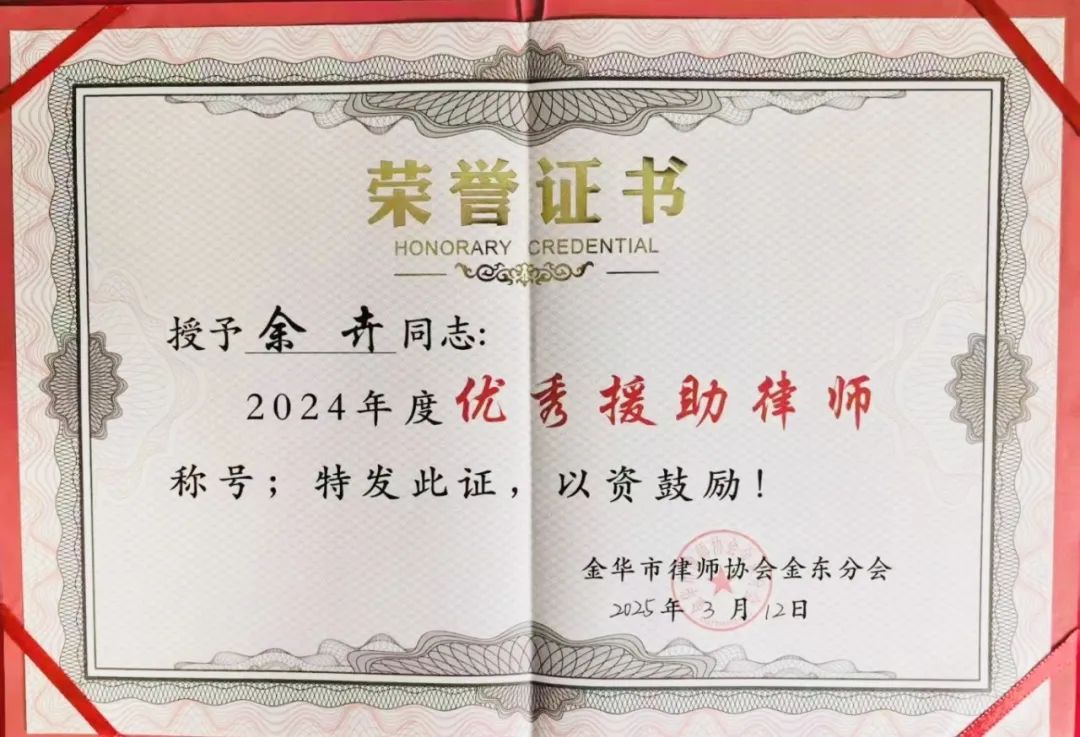 荣誉证书
HONORARY CREDENTIAL
授予余 卉同志:
2024年度优秀援助律师
称号；特发此证，以资鼓励！
金华市律师协会金东分会
2025年3月12日